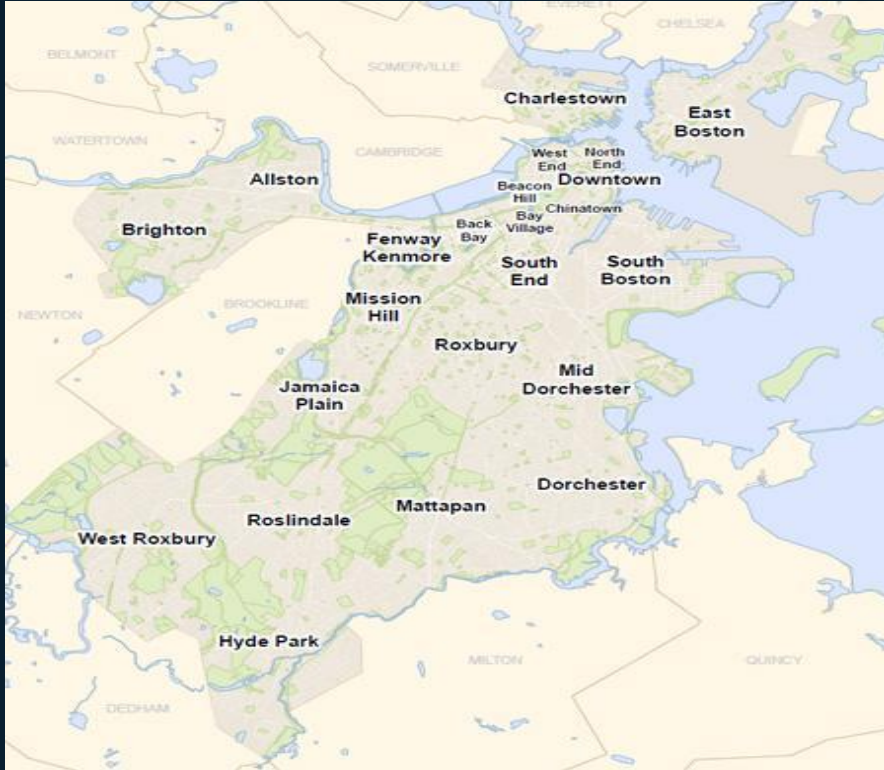 EVERETT
CHELSEA
BELMONT
SOMERVILLE
Charlestown
East
Boston
WATERTOWN
CAMBRIDGE
West
End
North
End
Allston
Downtown
Beacon
Hill
Chinatown
Bay
Village
Back
Bay
Brighton
Fenway
Kenmore
South
End
South
Boston
Mission
Hill
BROOKLINE
NEWTON
Roxbury
Mid
Dorchester
Jamaica
Plain
Dorchester
Mattapan
Roslindale
West Roxbury
Hyde Park
MILTON
QUINCY
DEDHAM